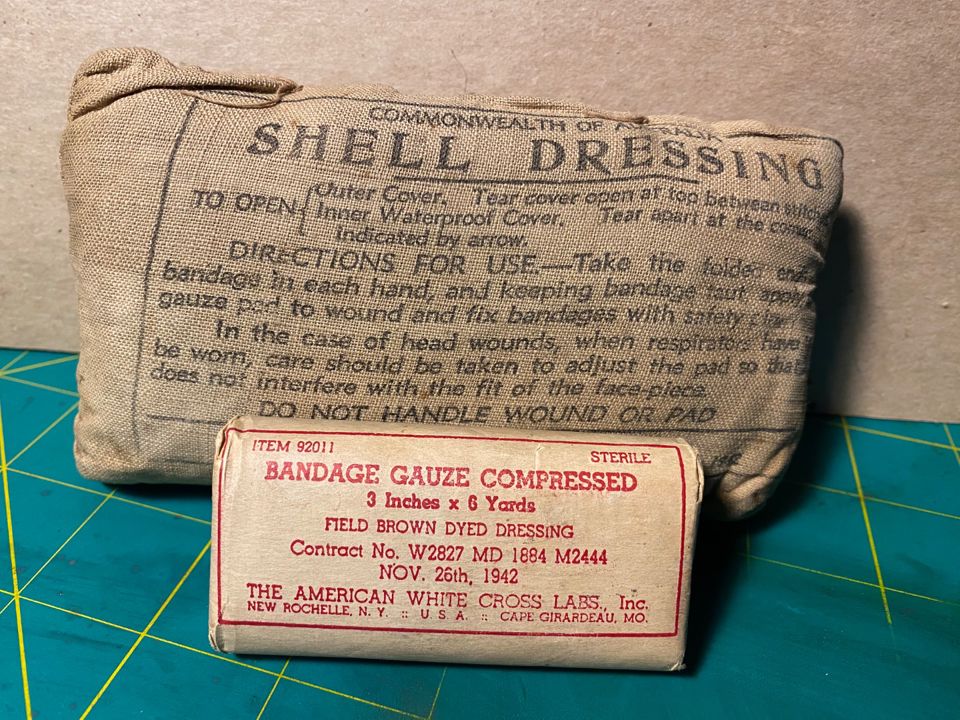 COMMONWEALTH OF AUSTRALIA
SHELL DRESSING
TO OPEN Outer Cover. Tear cover open at top between
Inner Waterproof Cover. Tear apart at the
indicated by arrow.
DIRECTIONS FOR USE.—Take the folded
bandage in each hand, and keeping bandage taut,
gauze pad to wound and fix bandages with safety
In the case of head wounds, when respirators have
be worn, care should be taken to adjust the pad so that
does not interfere with the fit of the face-piece.
DO NOT HANDLE WOUND OR PAD
ITEM 92011 STERILE
BANDAGE GAUZE COMPRESSED
3 Inches x 6 Yards
FIELD BROWN DYED DRESSING
Contract No. W2827 MD 1884 M2444
NOV. 26th, 1942
THE AMERICAN WHITE CROSS LABS., Inc.
NEW ROCHELLE, N. Y. :: U. S. A. :: CAPE GIRARDEAU, MO.